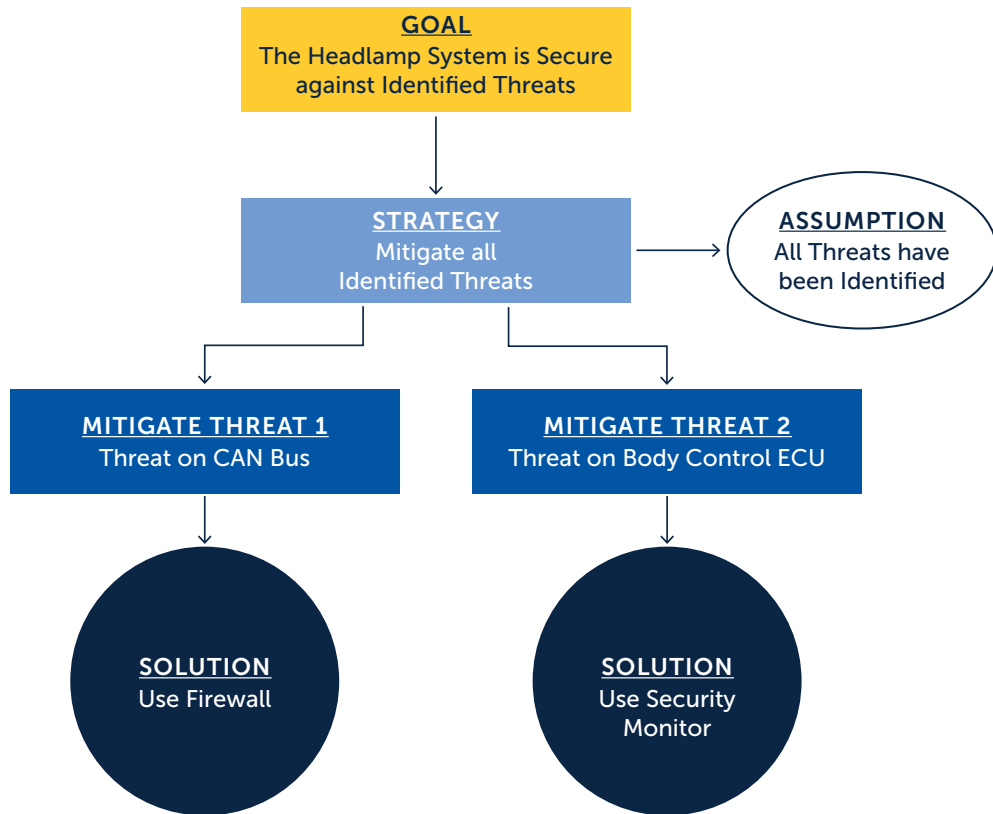 GOAL
The Headlamp System is Secure
against Identified Threats
STRATEGY
Mitigate all
Identified Threats
ASSUMPTION
All Threats have
been Identified
MITIGATE THREAT 1
Threat on CAN Bus
MITIGATE THREAT 2
Threat on Body Control ECU
SOLUTION
Use Firewall
SOLUTION
Use Security
Monitor